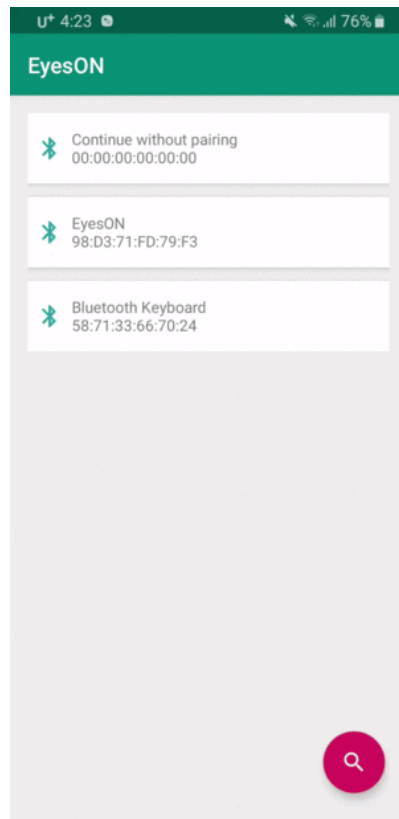 U+ 4:23 76%
EyesON
Continue without pairing
00:00:00:00:00:00
EyesON
98:D3:71:FD:79:F3
Bluetooth Keyboard
58:71:33:66:70:24